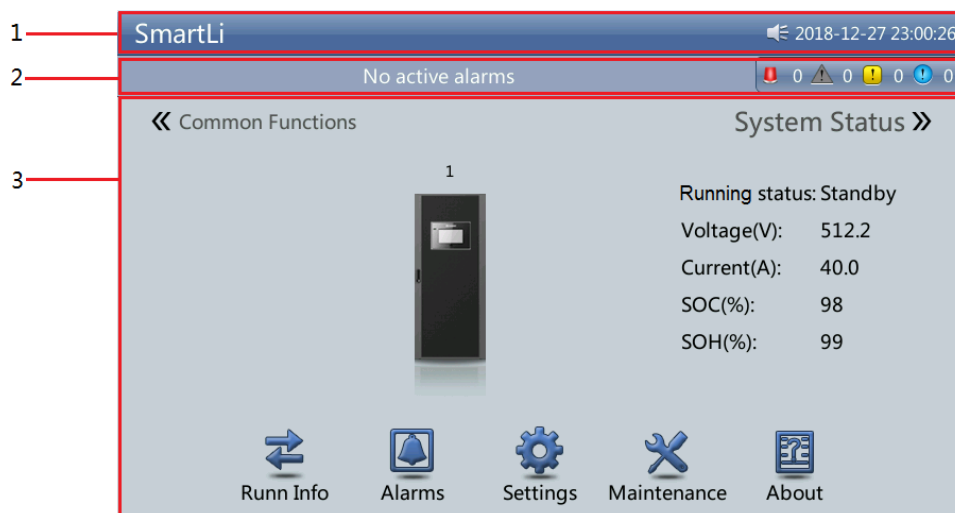 1
SmartLi
2018-12-27 23:00:26
2
No active alarms
0 0 0 0
Common Functions
System Status
3
1
Running status: Standby
Voltage(V): 512.2
Current(A): 40.0
SOC(%): 98
SOH(%): 99
Runn Info
Alarms
Settings
Maintenance
About